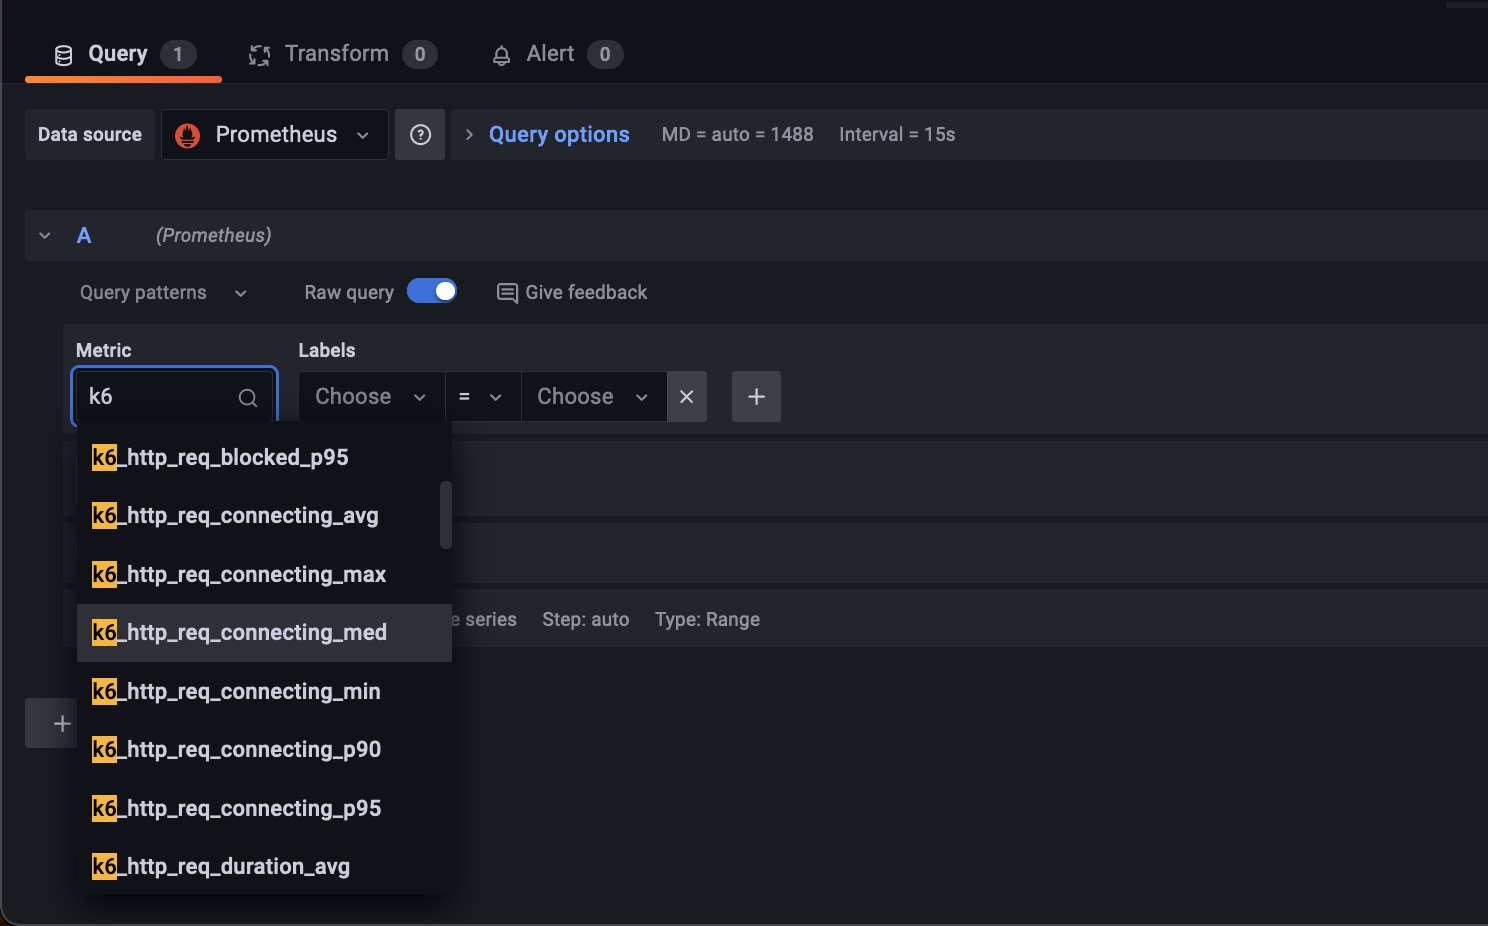 Query 1 Transform 0 Alert 0
Data source Prometheus Query options MD = auto = 1488 Interval = 15s
A (Prometheus)
Query patterns Raw query Give feedback
Metric Labels
k6 Choose = Choose
k6_http_req_blocked_p95
k6_http_req_connecting_avg
k6_http_req_connecting_max
k6_http_req_connecting_med
series Step: auto Type: Range
k6_http_req_connecting_min
k6_http_req_connecting_p90
k6_http_req_connecting_p95
k6_http_req_duration_avg